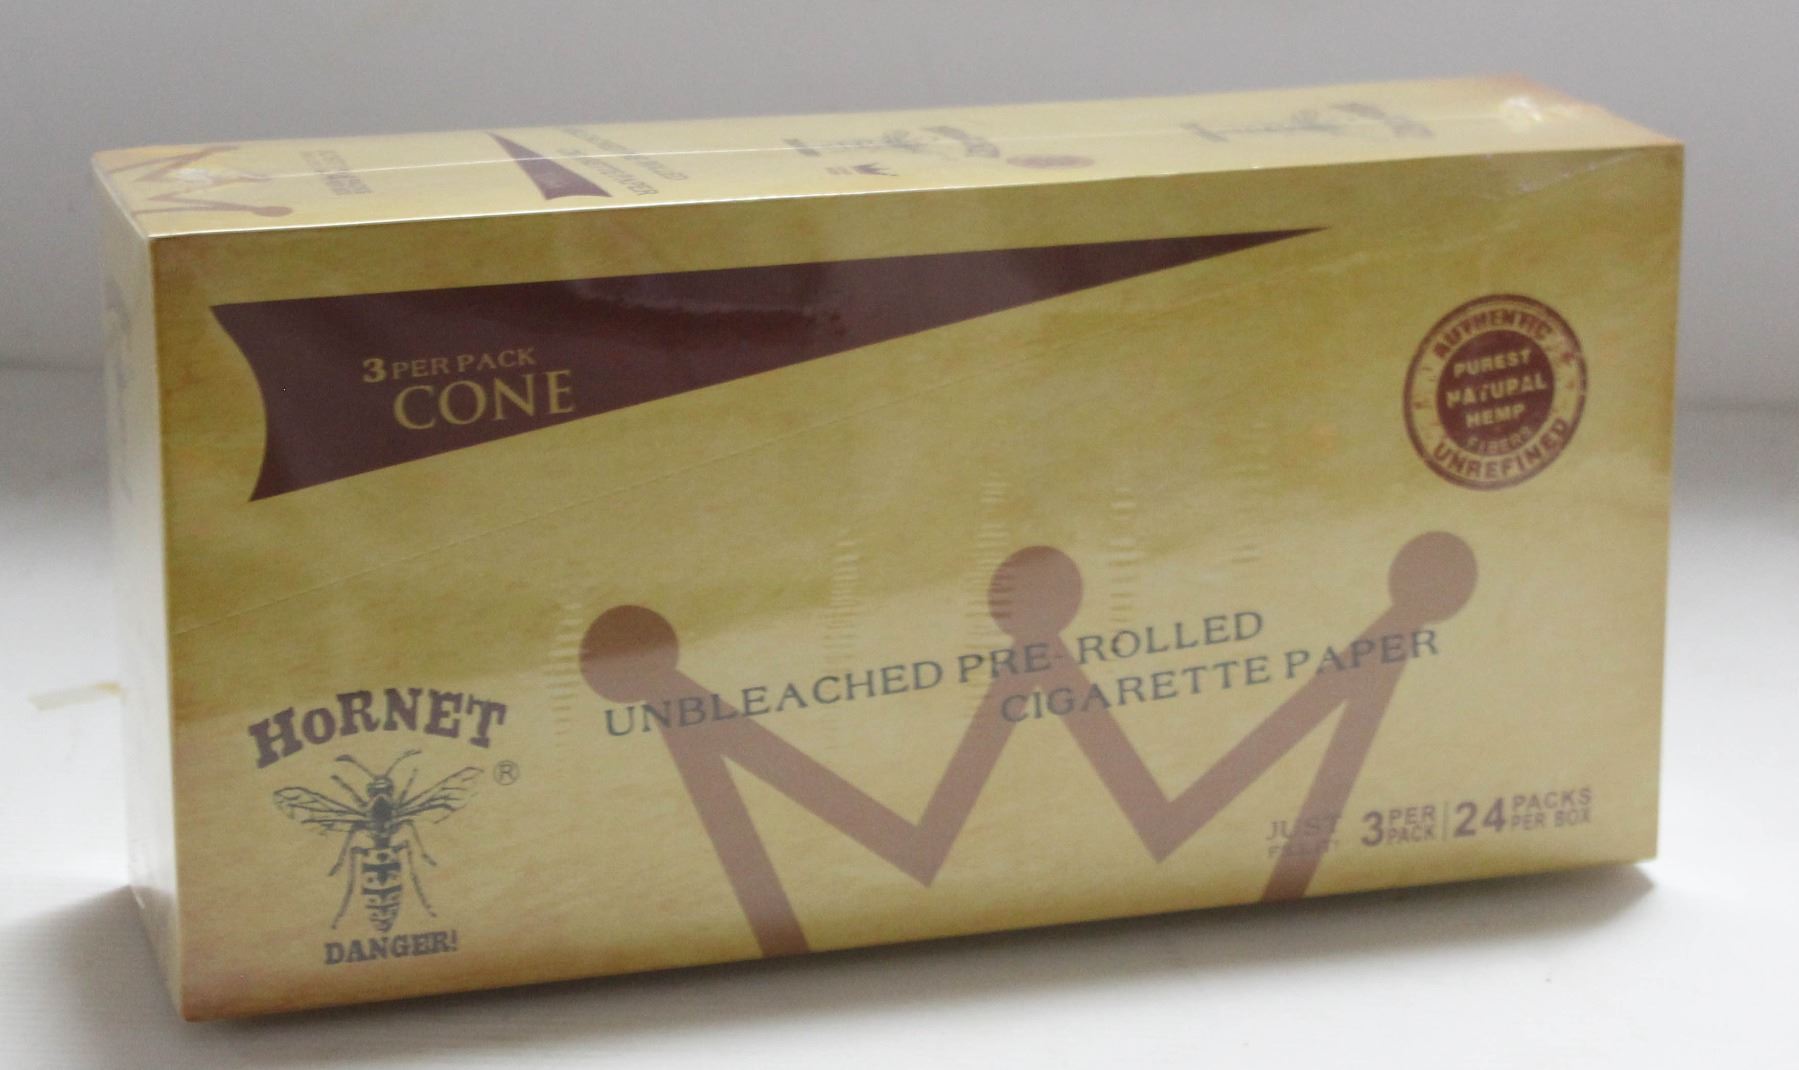 3 PER PACK
CONE
AUTHENTIC
PUREST
NATURAL
HEMP
FIBERS
UNREFINED
UNBLEACHED PRE-ROLLED
CIGARETTE PAPER
HORNET
®
DANGER!
JUST
3 PER PACK | 24 PACKS PER BOX